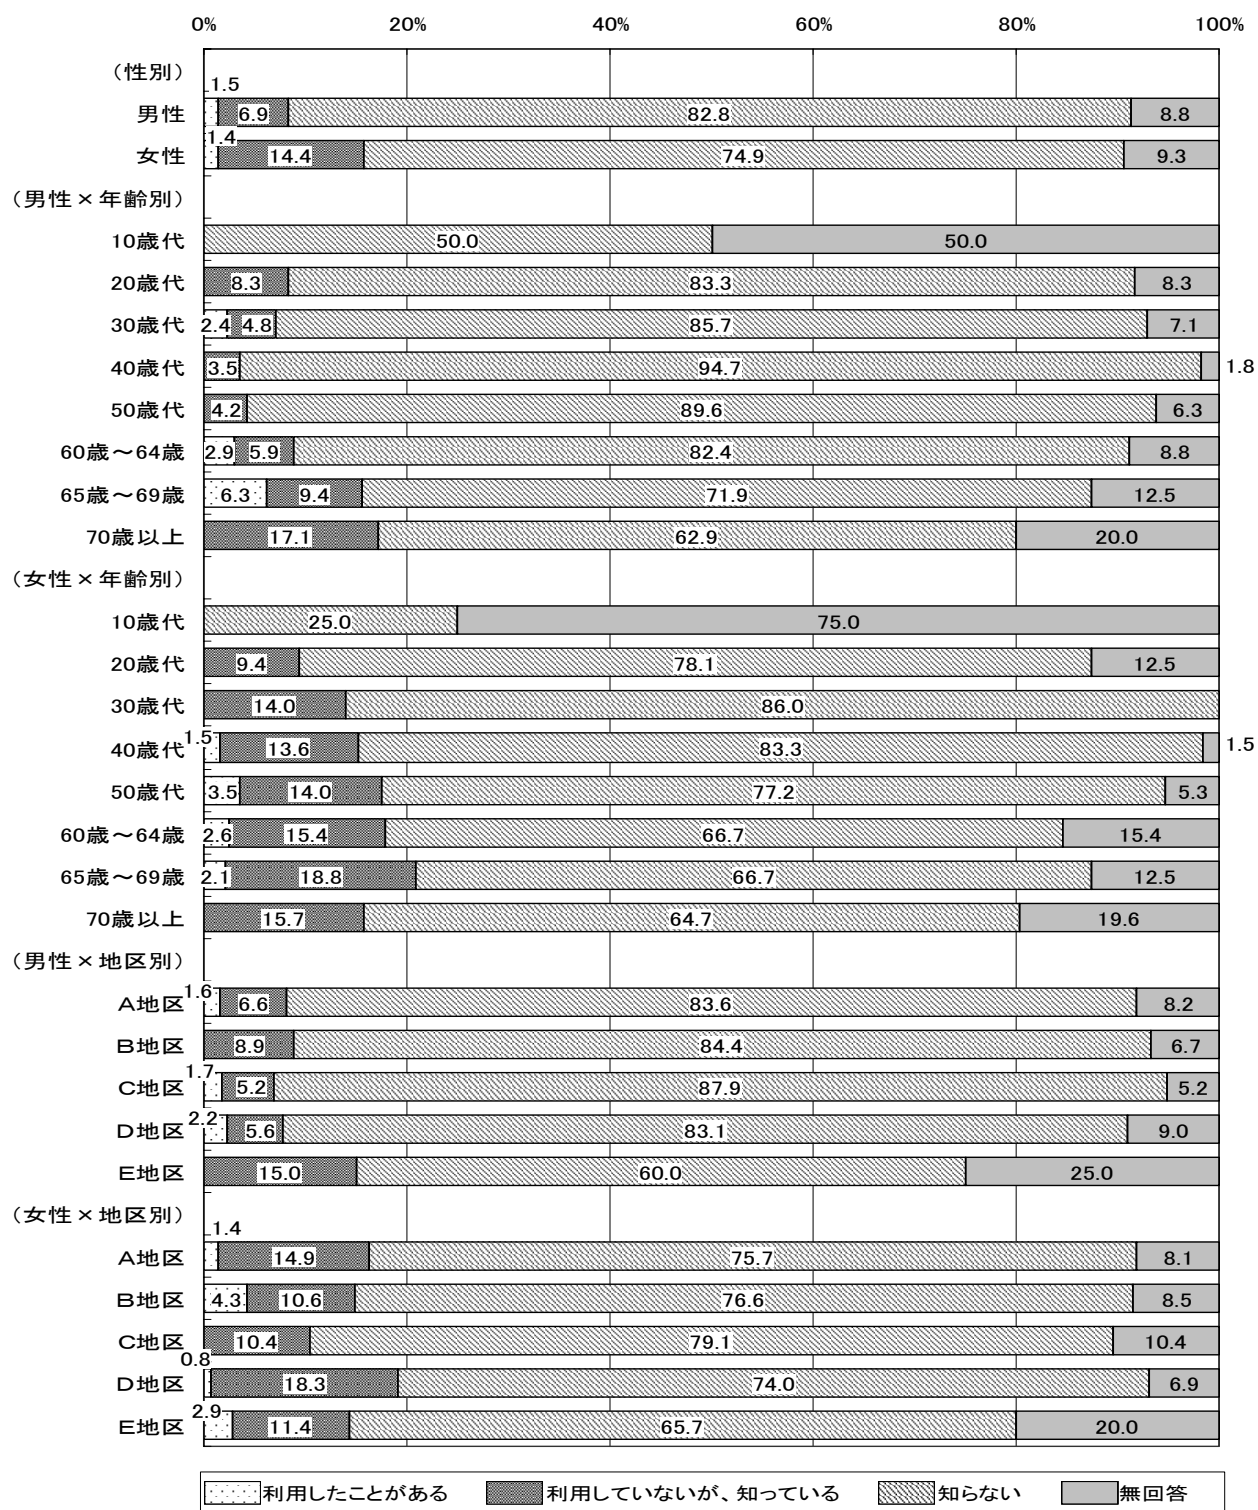 0% 20% 40% 60% 80% 100%
（性別）
1.5
男性 6.9 82.8 8.8
1.4
女性 14.4 74.9 9.3
（男性×年齢別）
10歳代 50.0 50.0
20歳代 8.3 83.3 8.3
30歳代 2.4 4.8 85.7 7.1
40歳代 3.5 94.7 1.8
50歳代 4.2 89.6 6.3
60歳～64歳 2.9 5.9 82.4 8.8
65歳～69歳 6.3 9.4 71.9 12.5
70歳以上 17.1 62.9 20.0
（女性×年齢別）
10歳代 25.0 75.0
20歳代 9.4 78.1 12.5
30歳代 14.0 86.0
40歳代 1.5 13.6 83.3 1.5
50歳代 3.5 14.0 77.2 5.3
60歳～64歳 2.6 15.4 66.7 15.4
65歳～69歳 2.1 18.8 66.7 12.5
70歳以上 15.7 64.7 19.6
（男性×地区別）
A地区 1.6 6.6 83.6 8.2
B地区 8.9 84.4 6.7
C地区 1.7 5.2 87.9 5.2
D地区 2.2 5.6 83.1 9.0
E地区 15.0 60.0 25.0
（女性×地区別）
1.4
A地区 14.9 75.7 8.1
B地区 4.3 10.6 76.6 8.5
C地区 10.4 79.1 10.4
0.8
D地区 18.3 74.0 6.9
2.9
E地区 11.4 65.7 20.0
利用したことがある 利用していないが、知っている 知らない 無回答